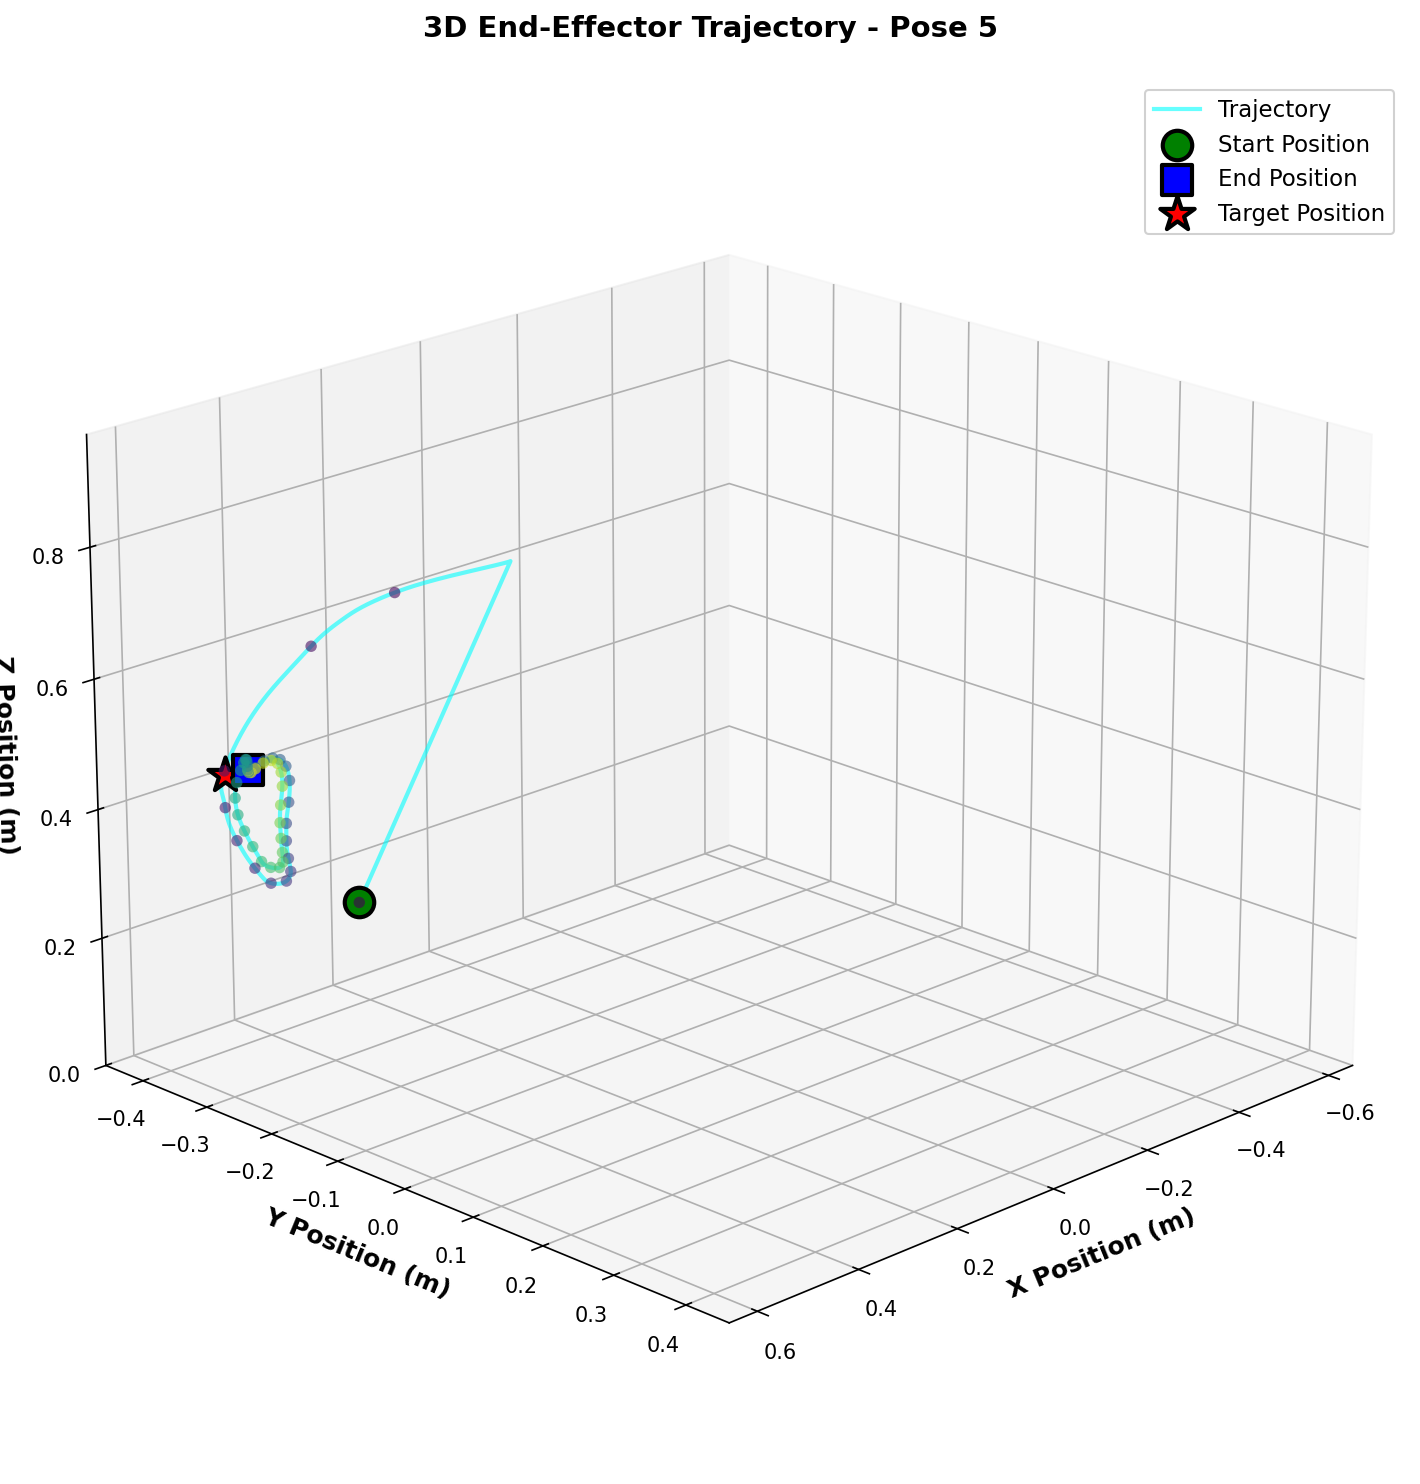 3D End-Effector Trajectory - Pose 5
Trajectory
Start Position
End Position
Target Position
0.8
0.6
0.4
0.2
0.0
Z Position (m)
−0.4
−0.3
−0.2
−0.1
0.0
0.1
0.2
0.3
0.4
Y Position (m)
−0.6
−0.4
−0.2
0.0
0.2
0.4
0.6
X Position (m)